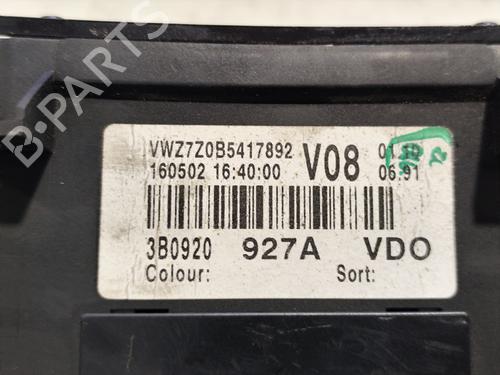 B-PARTS
VWZ7Z0B5417892 V08
160502 16:40:00 06.91
3B0920 927A VDO
Colour: Sort: